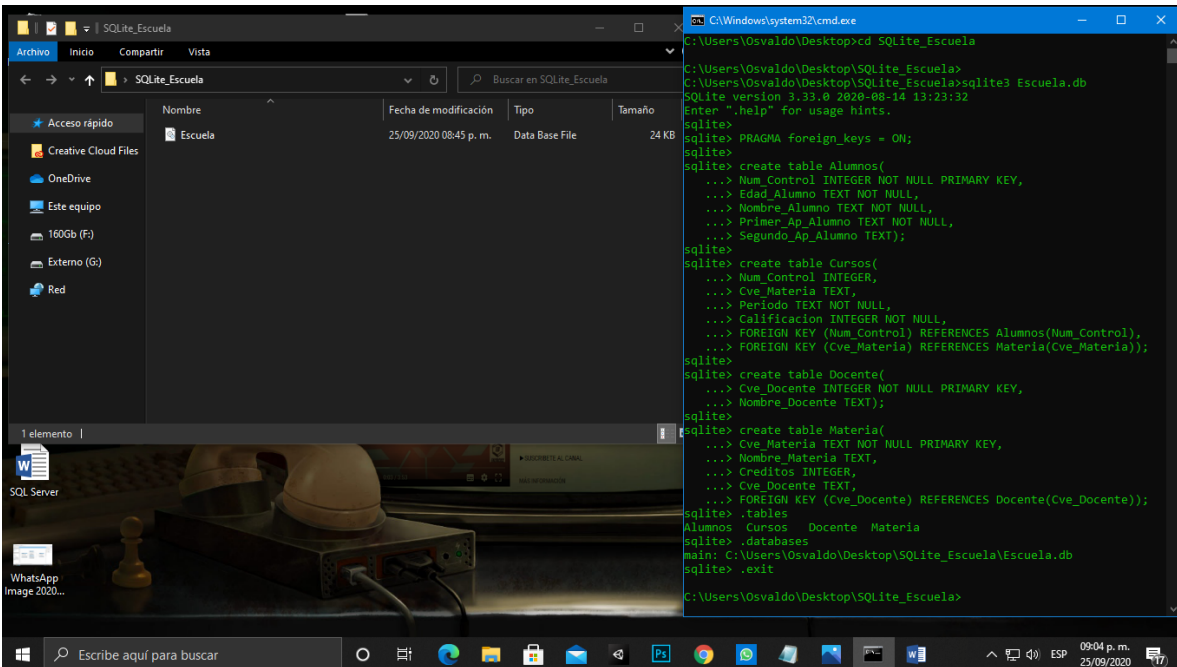 SQLite_Escuela
Archivo Inicio Compartir Vista
SQLite_Escuela
Buscar en SQLite_Escuela
Nombre Fecha de modificación Tipo Tamaño
Escuela 25/09/2020 08:45 p. m. Data Base File 24 KB
Acceso rápido
Creative Cloud Files
OneDrive
Este equipo
160Gb (F:)
Externo (G:)
Red
1 elemento
SQL Server
WhatsApp
Image 2020...
C:\Windows\system32\cmd.exe
C:\Users\Osvaldo\Desktop>cd SQLite_Escuela
C:\Users\Osvaldo\Desktop\SQLite_Escuela>
C:\Users\Osvaldo\Desktop\SQLite_Escuela>sqlite3 Escuela.db
SQLite version 3.33.0 2020-08-14 13:23:32
Enter ".help" for usage hints.
sqlite>
sqlite> PRAGMA foreign_keys = ON;
sqlite>
sqlite> create table Alumnos(
...> Num_Control INTEGER NOT NULL PRIMARY KEY,
...> Edad_Alumno TEXT NOT NULL,
...> Nombre_Alumno TEXT NOT NULL,
...> Primer_Ap_Alumno TEXT NOT NULL,
...> Segundo_Ap_Alumno TEXT);
sqlite>
sqlite> create table Cursos(
...> Num_Control INTEGER,
...> Cve_Materia TEXT,
...> Periodo TEXT NOT NULL,
...> Calificacion INTEGER NOT NULL,
...> FOREIGN KEY (Num_Control) REFERENCES Alumnos(Num_Control),
...> FOREIGN KEY (Cve_Materia) REFERENCES Materia(Cve_Materia));
sqlite>
sqlite> create table Docente(
...> Cve_Docente INTEGER NOT NULL PRIMARY KEY,
...> Nombre_Docente TEXT);
sqlite>
sqlite> create table Materia(
...> Cve_Materia TEXT NOT NULL PRIMARY KEY,
...> Nombre_Materia TEXT,
...> Creditos INTEGER,
...> Cve_Docente TEXT,
...> FOREIGN KEY (Cve_Docente) REFERENCES Docente(Cve_Docente));
sqlite> .tables
Alumnos Cursos Docente Materia
sqlite> .databases
main: C:\Users\Osvaldo\Desktop\SQLite_Escuela\Escuela.db
sqlite> .exit
C:\Users\Osvaldo\Desktop\SQLite_Escuela>
Escribe aquí para buscar
Ps
ESP
09:04 p. m.
25/09/2020
17